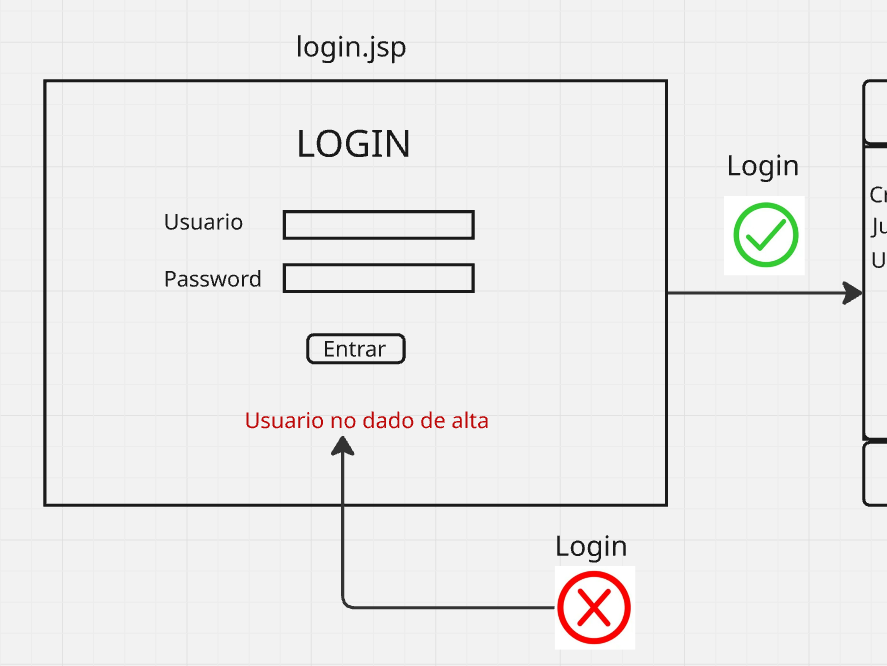 login.jsp
LOGIN
Usuario
Password
Entrar
Usuario no dado de alta
Login
Login